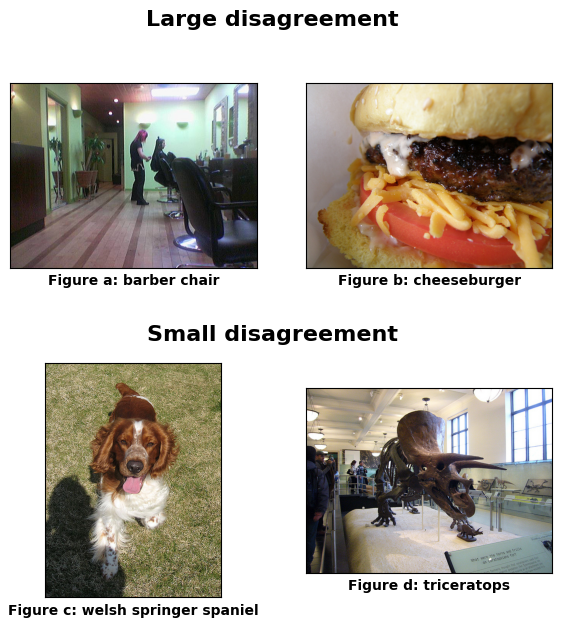 Large disagreement
Figure a: barber chair
Figure b: cheeseburger
Small disagreement
Figure c: welsh springer spaniel
Figure d: triceratops